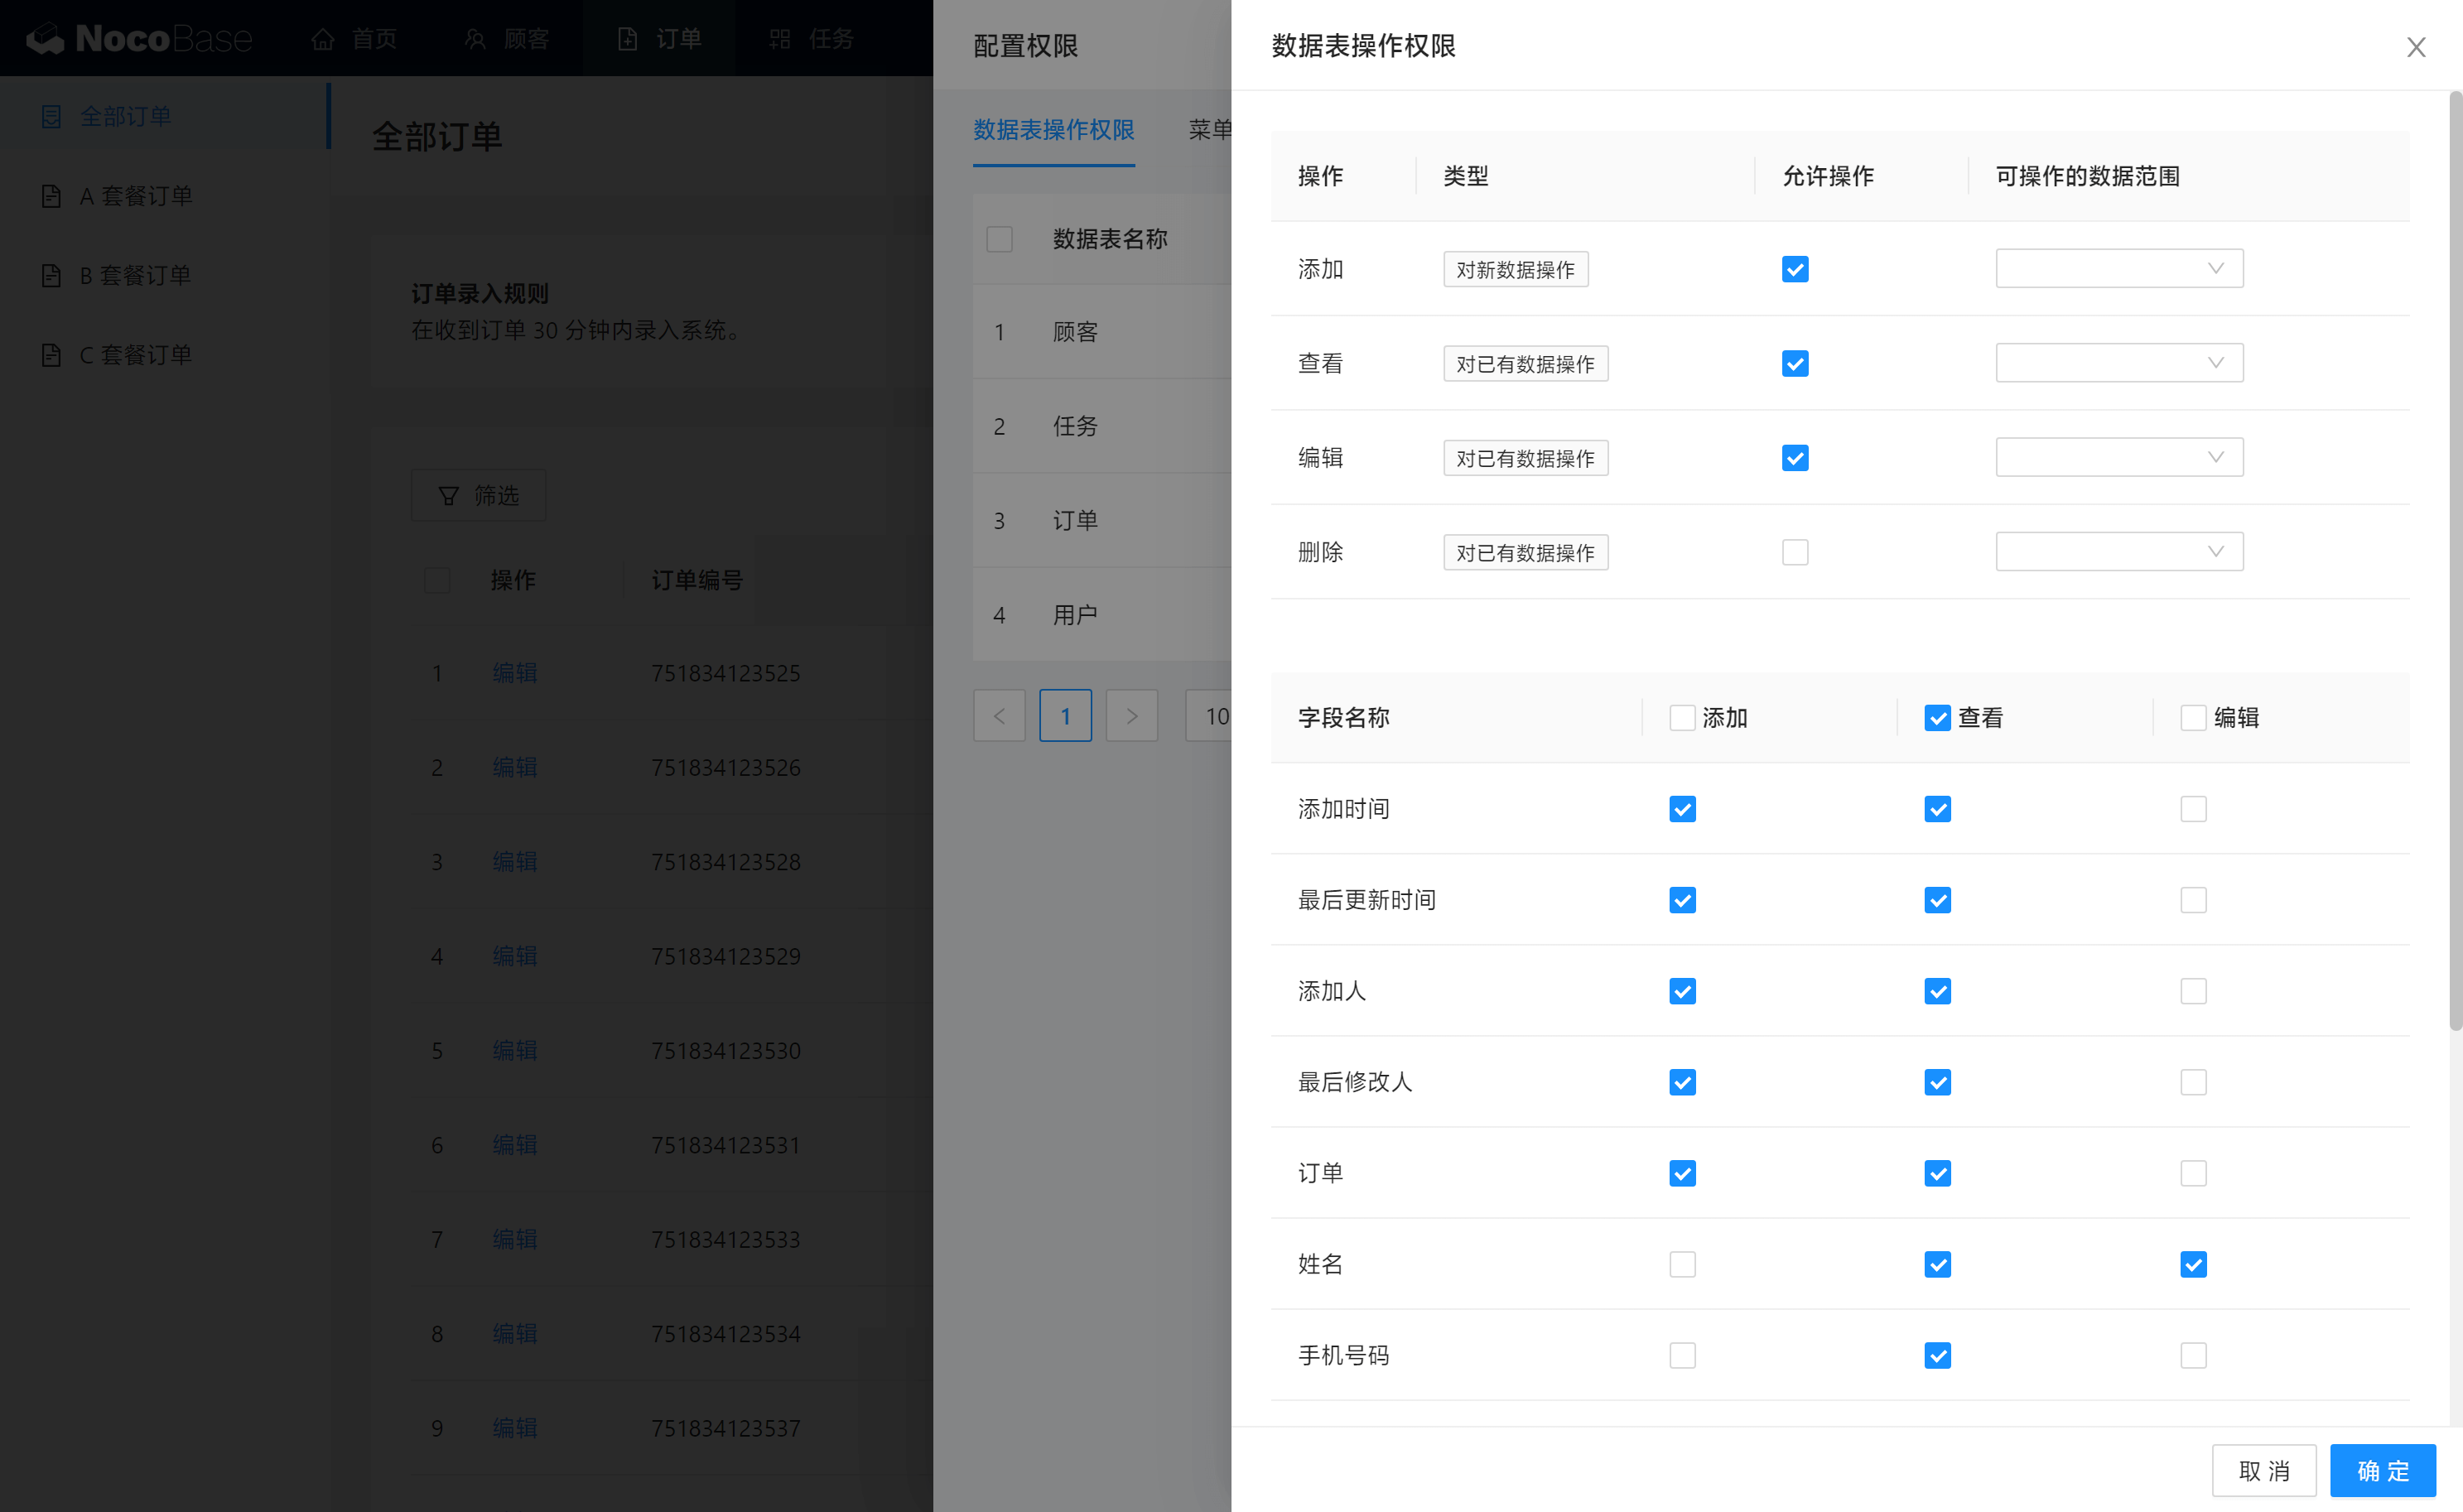 NocoBase 首页 顾客 订单 任务
全部订单
A 套餐订单
B 套餐订单
C 套餐订单
全部订单
订单录入规则
在收到订单 30 分钟内录入系统。
筛选
操作 订单编号
1 编辑 751834123525
2 编辑 751834123526
3 编辑 751834123528
4 编辑 751834123529
5 编辑 751834123530
6 编辑 751834123531
7 编辑 751834123533
8 编辑 751834123534
9 编辑 751834123537
配置权限
数据表操作权限 菜单
数据表名称
1 顾客
2 任务
3 订单
4 用户
1 10
数据表操作权限
操作 类型 允许操作 可操作的数据范围
添加 对新数据操作
查看 对已有数据操作
编辑 对已有数据操作
删除 对已有数据操作
字段名称 添加 查看 编辑
添加时间
最后更新时间
添加人
最后修改人
订单
姓名
手机号码
取 消 确 定